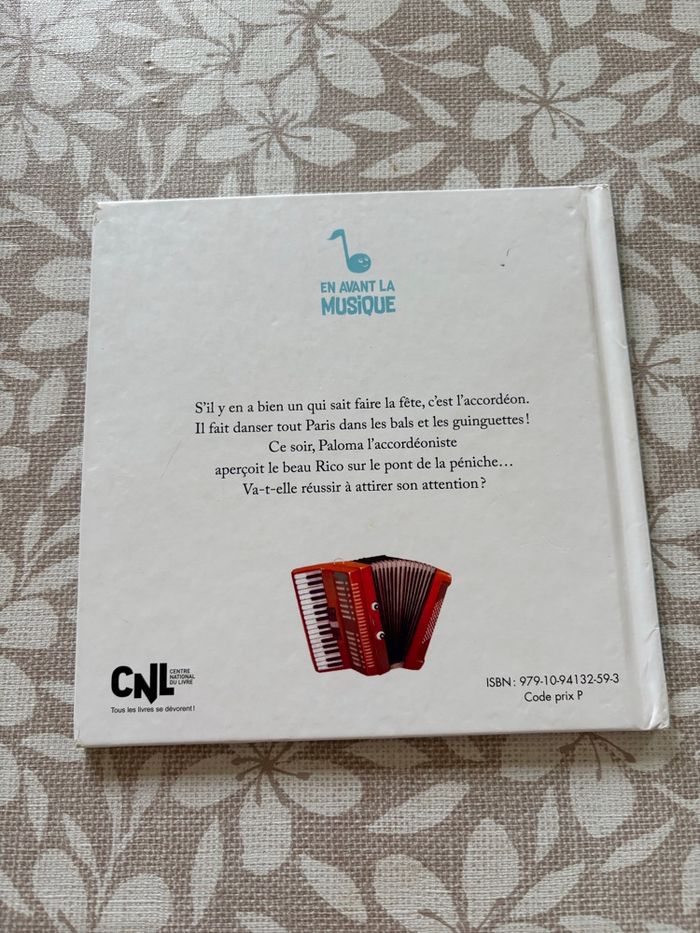 EN AVANT LA
MUSiQUE
S'il y en a bien un qui sait faire la fête, c'est l'accordéon.
Il fait danser tout Paris dans les bals et les guinguettes !
Ce soir, Paloma l'accordéoniste
aperçoit le beau Rico sur le pont de la péniche…
Va-t-elle réussir à attirer son attention ?
CNL
CENTRE
NATIONAL
DU LIVRE
Tous les livres se dévorent !
ISBN : 979-10-94132-59-3
Code prix P